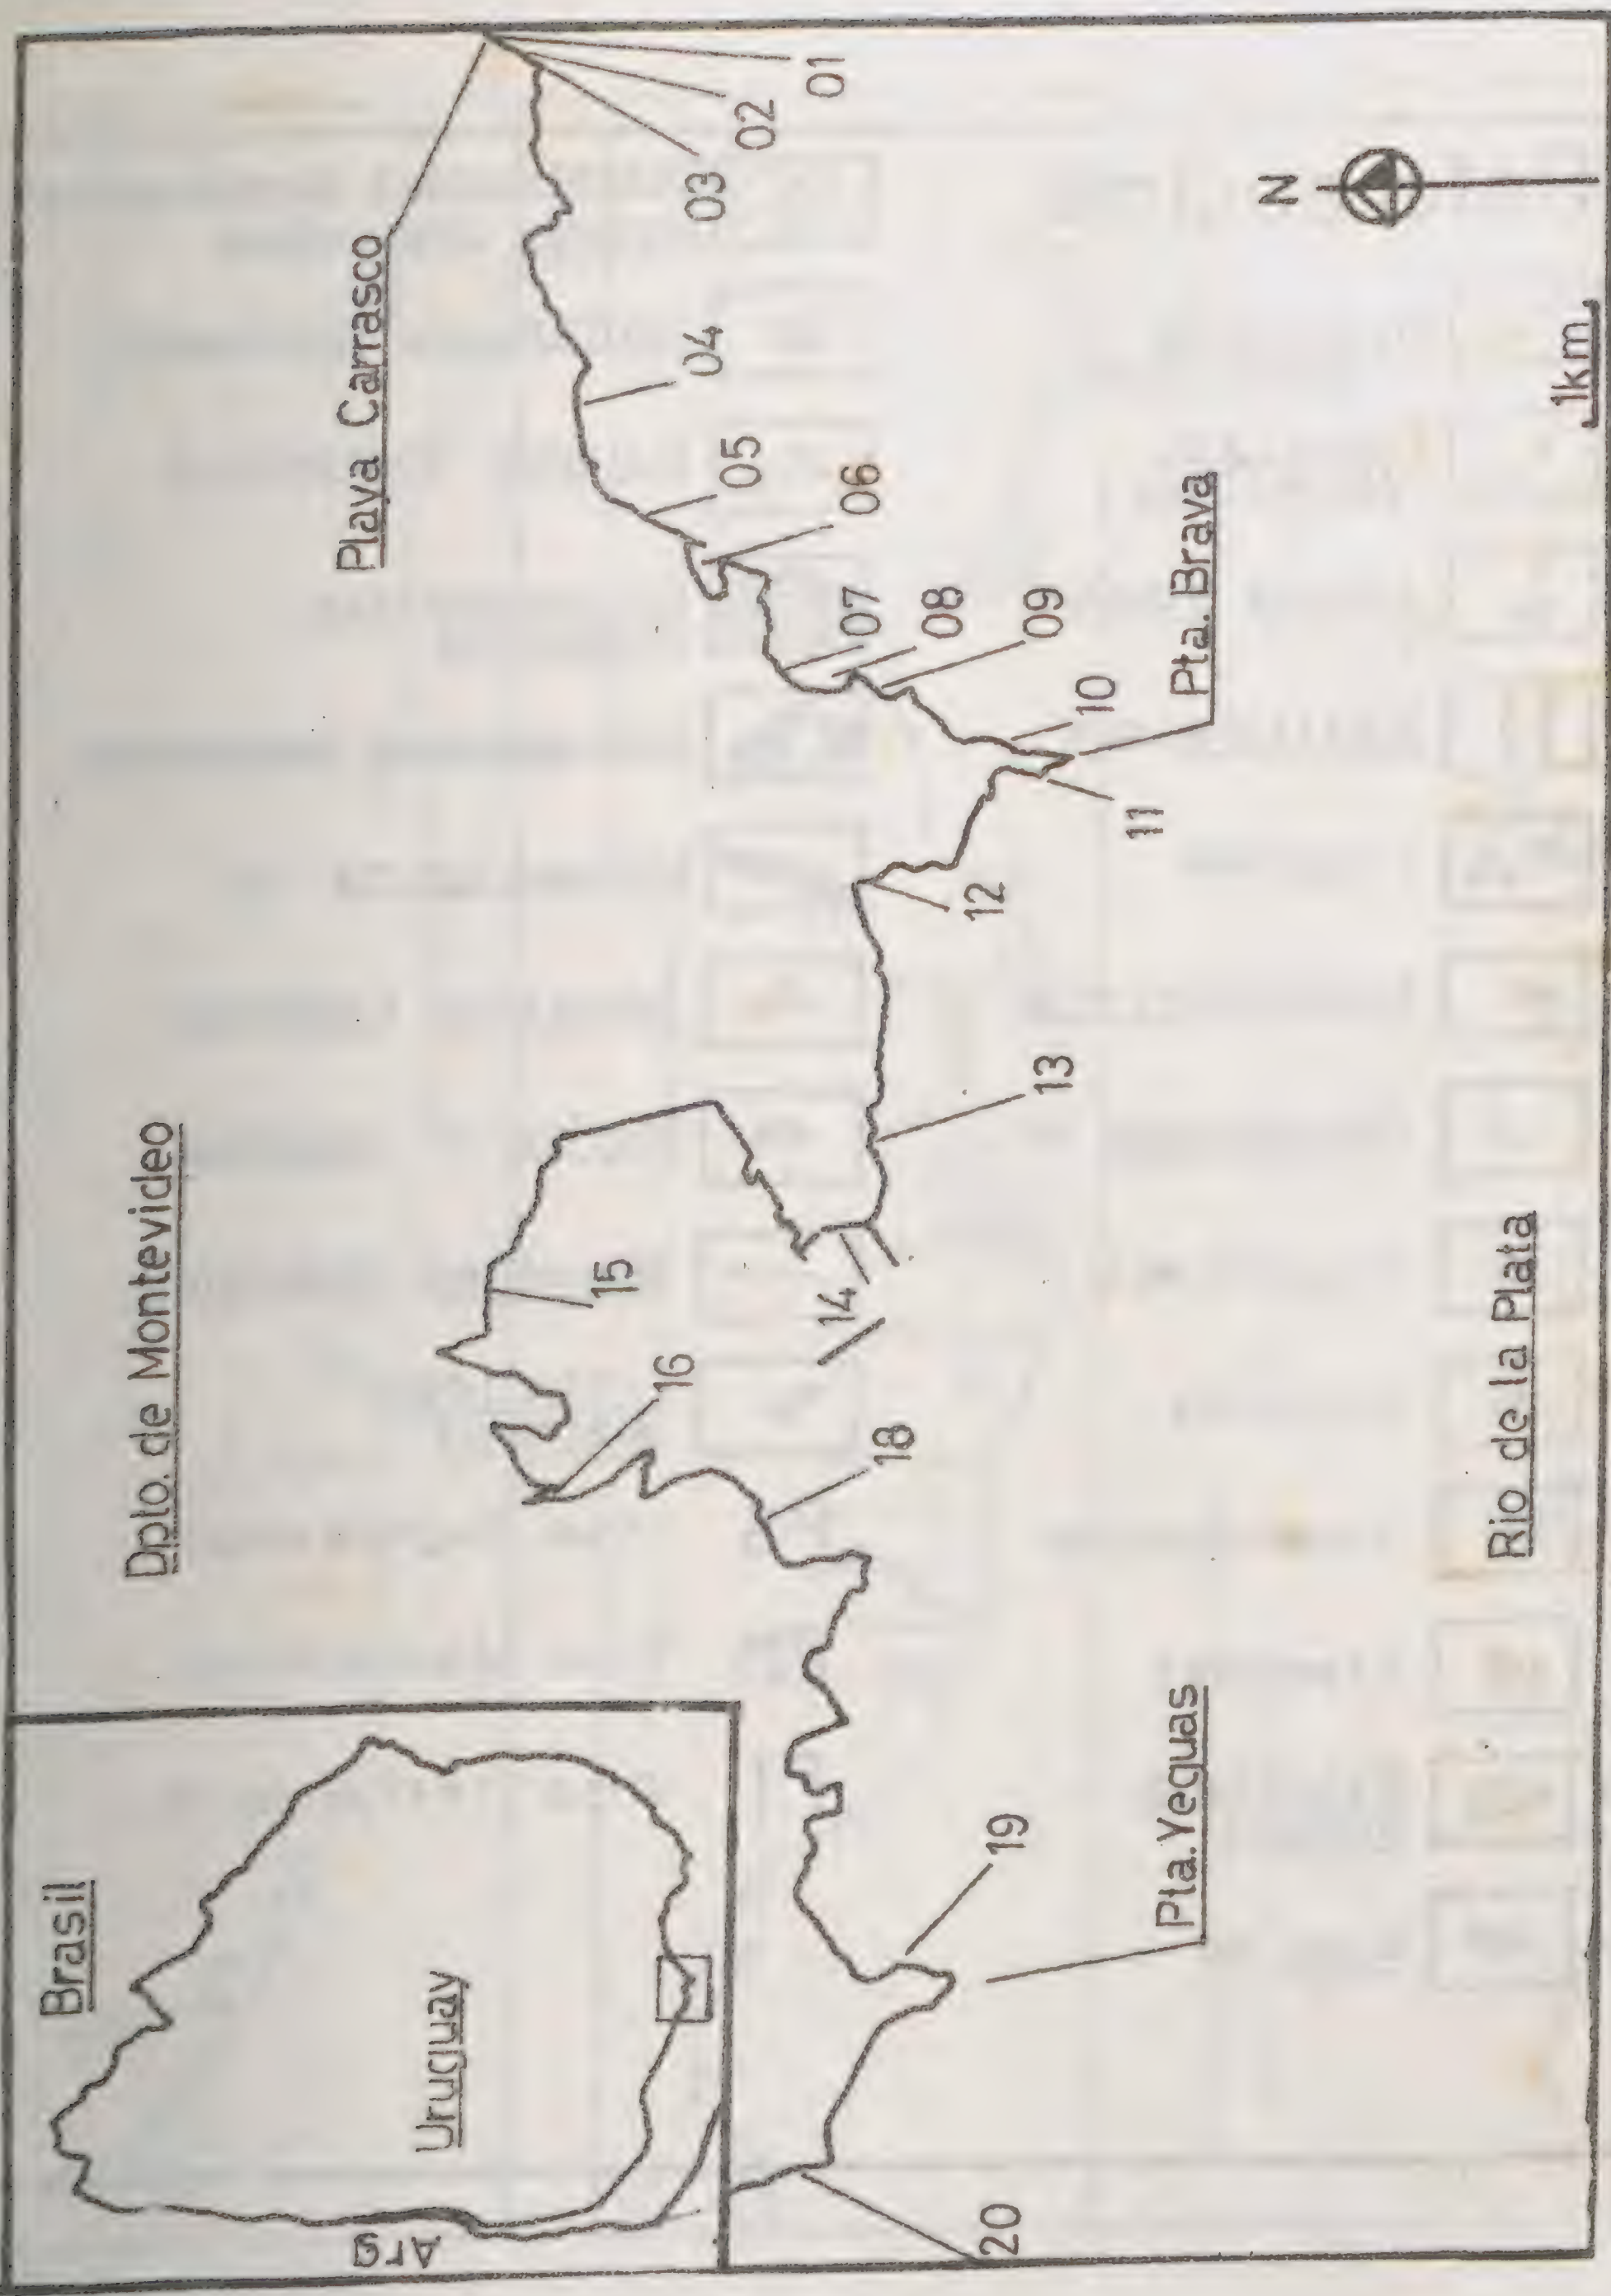 Brasil
Uruguay
Arg
Dpto. de Montevideo
Playa Carrasco
01
02
03
04
05
06
07
08
09
10
Pta. Brava
11
12
13
14
15
16
18
19
Pta. Yeguas
20
Rio de la Plata
N
1km